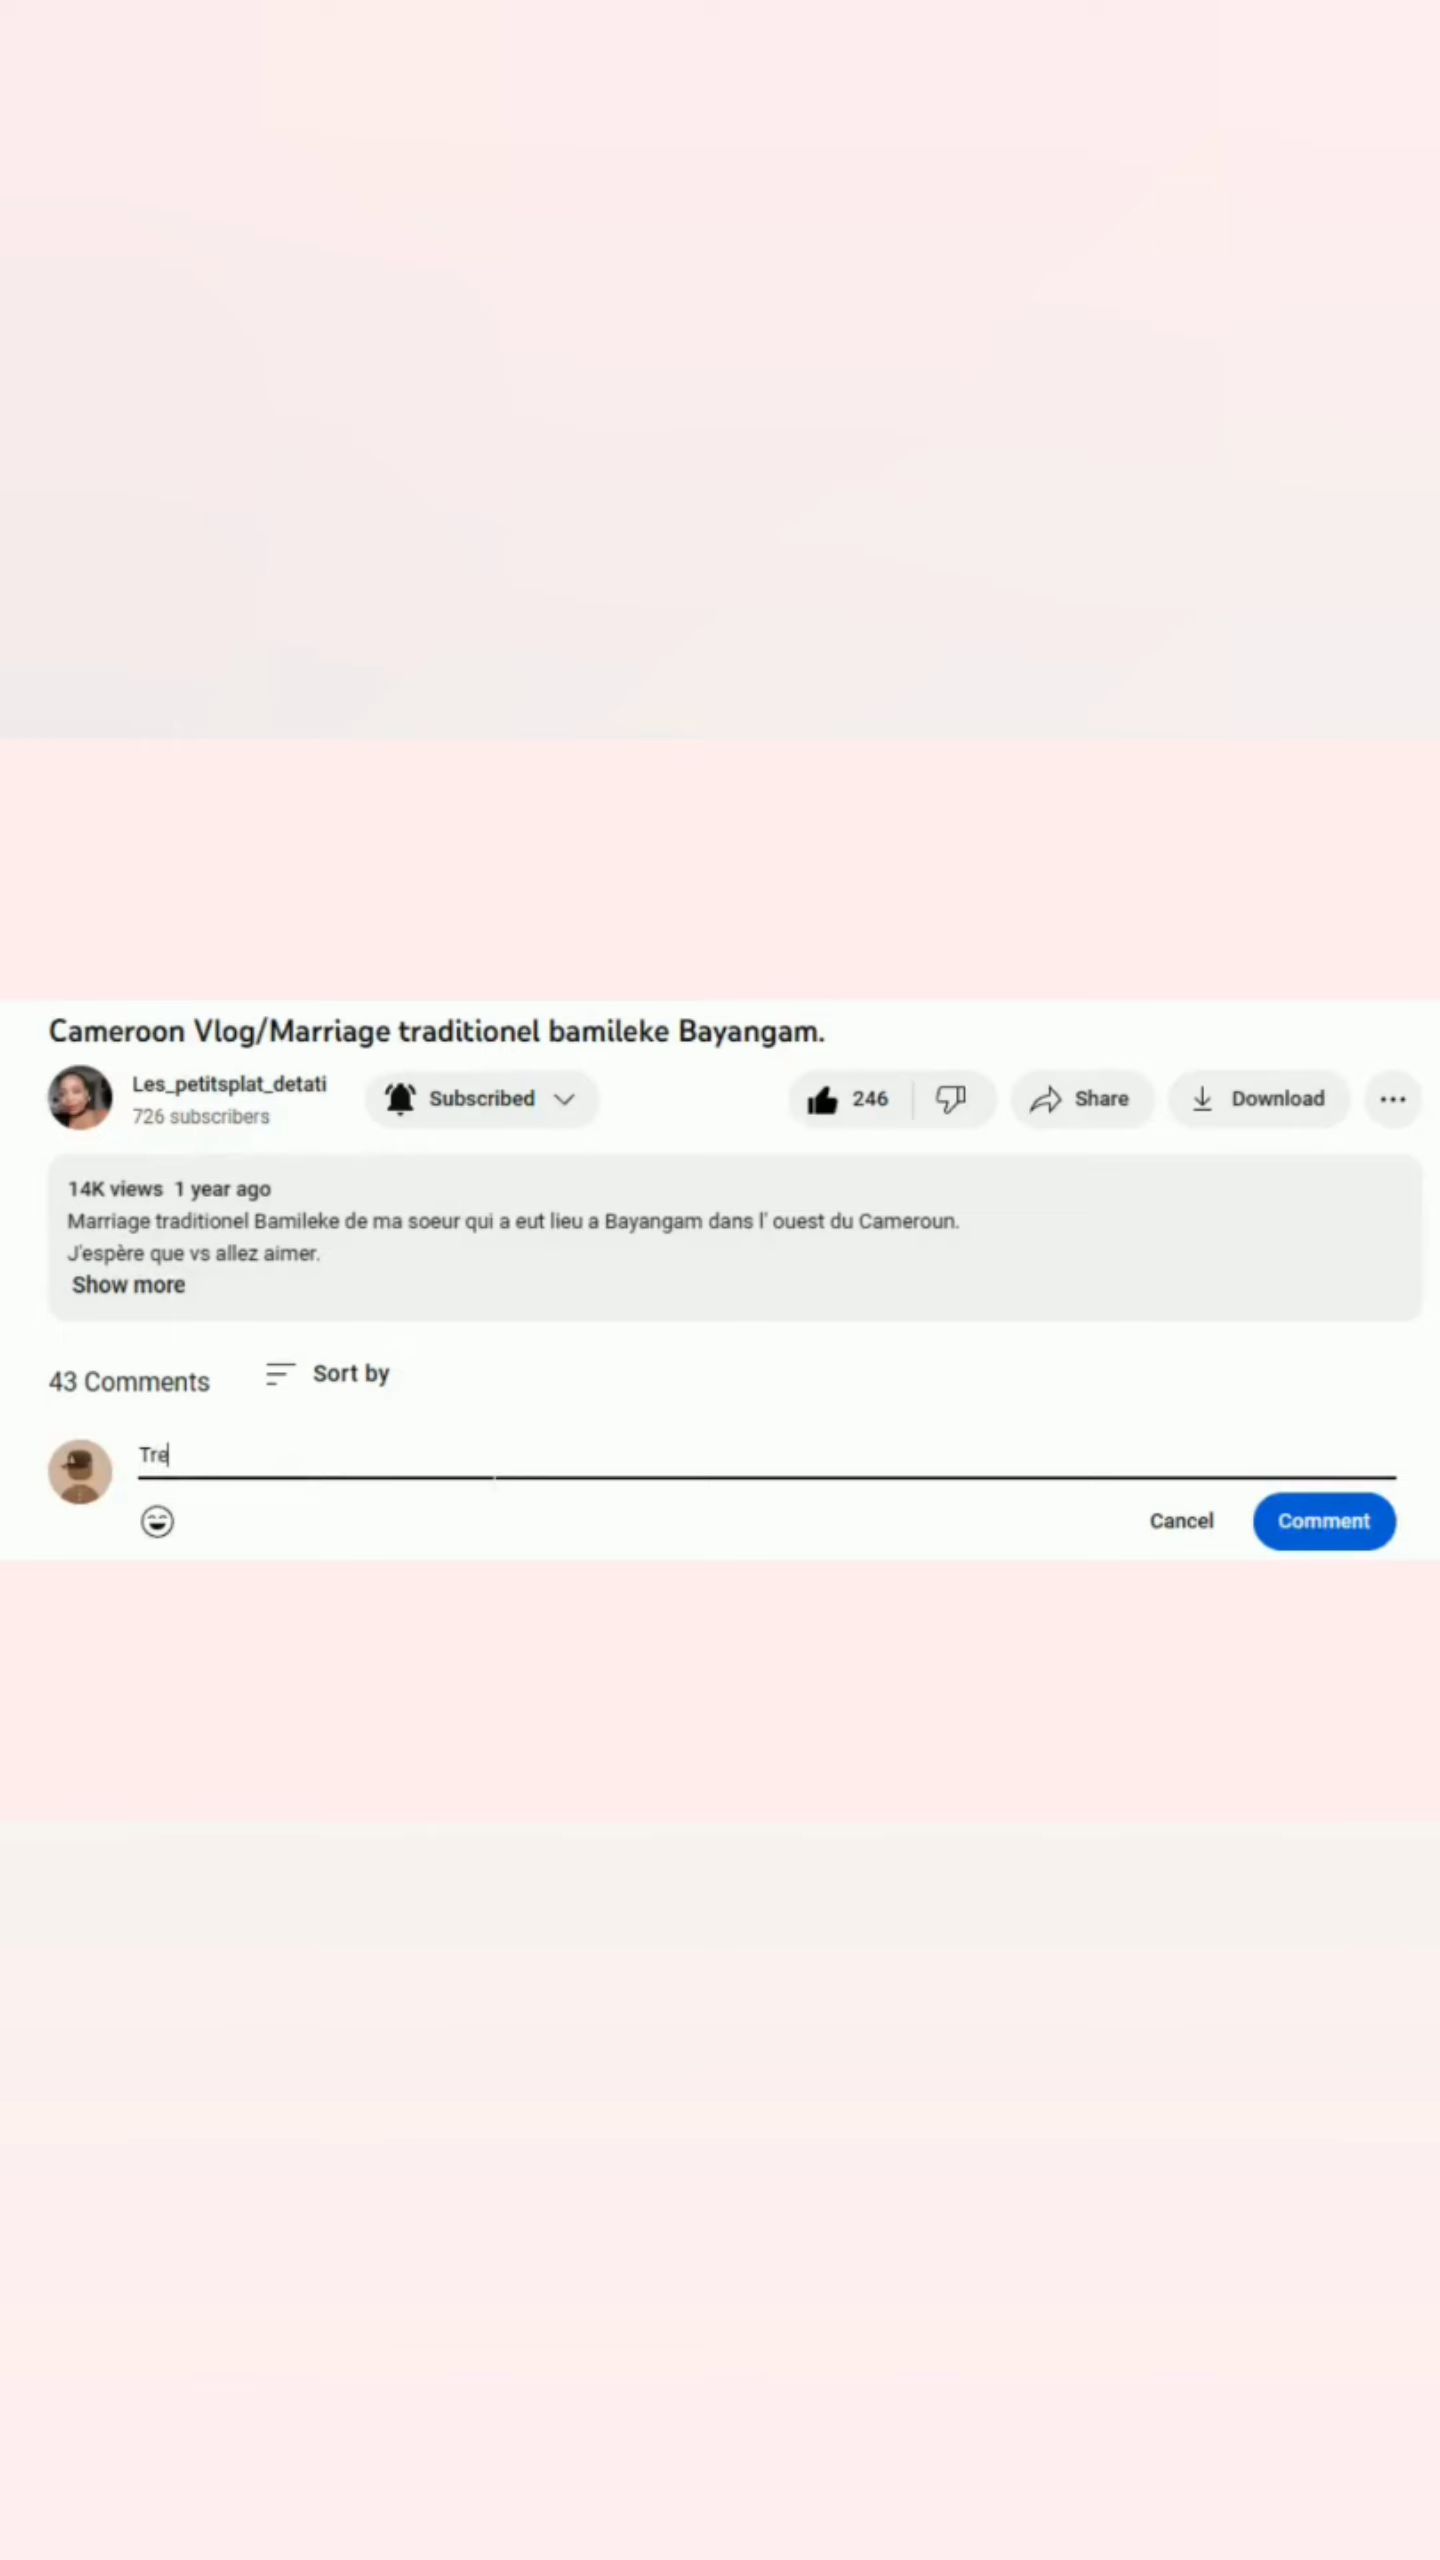 Cameroon Vlog/Marriage traditionel bamileke Bayangam.
Les_petitsplat_detati
726 subscribers
Subscribed
246
Share
Download
14K views 1 year ago
Marriage traditionel Bamileke de ma soeur qui a eut lieu a Bayangam dans l' ouest du Cameroun.
J'espère que vs allez aimer.
Show more
43 Comments
Sort by
Tre
Cancel
Comment